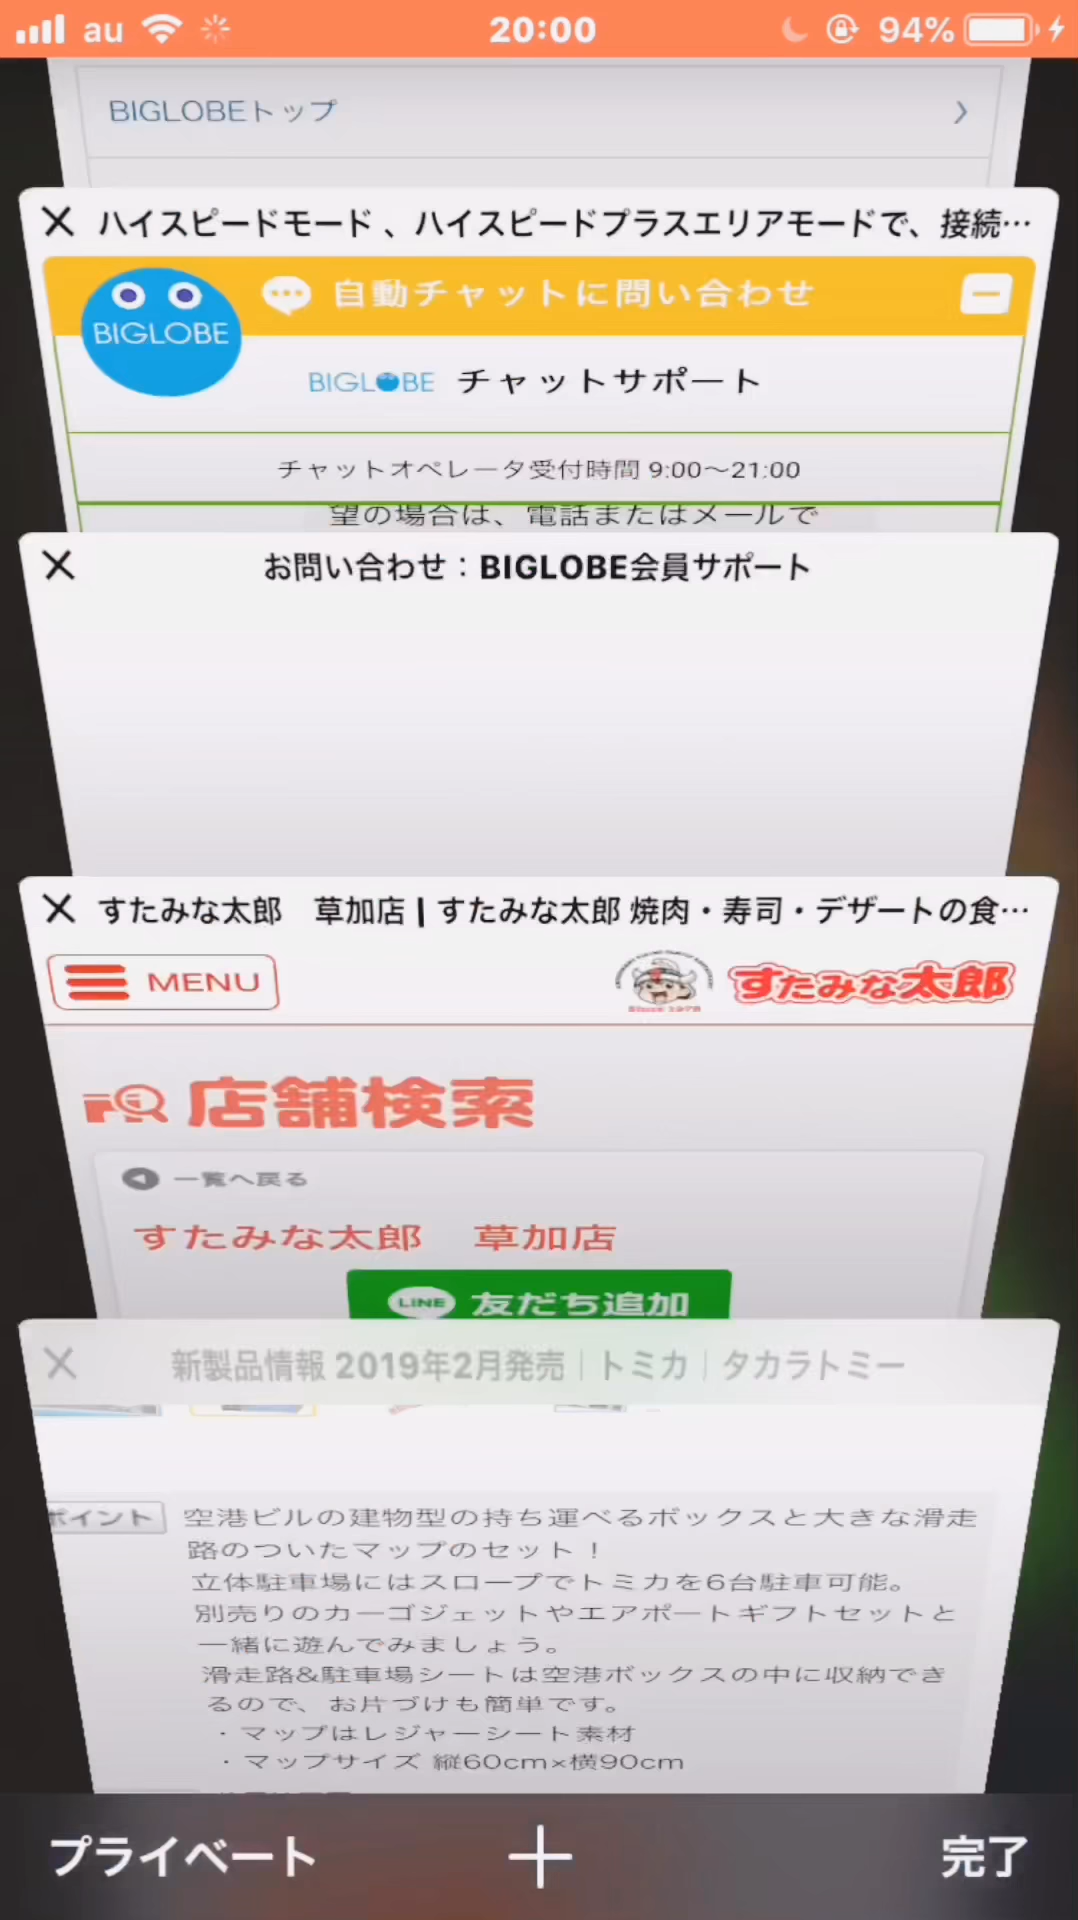 au 20:00 94%
BIGLOBEトップ
ハイスピードモード、ハイスピードプラスエリアモードで、接続…
自動チャットに問い合わせ
BIGLOBE
BIGLOBE チャットサポート
チャットオペレータ受付時間 9:00〜21:00
望の場合は、電話またはメールで
お問い合わせ：BIGLOBE会員サポート
すたみな太郎　草加店 | すたみな太郎 焼肉・寿司・デザートの食…
MENU
すたみな太郎
店舗検索
一覧へ戻る
すたみな太郎　草加店
LINE 友だち追加
新製品情報 2019年2月発売｜トミカ｜タカラトミー
ポイント
空港ビルの建物型の持ち運べるボックスと大きな滑走
路のついたマップのセット！
立体駐車場にはスロープでトミカを6台駐車可能。
別売りのカーゴジェットやエアポートギフトセットと
一緒に遊んでみましょう。
滑走路&駐車場シートは空港ボックスの中に収納でき
るので、お片づけも簡単です。
・マップはレジャーシート素材
・マップサイズ 縦60cm×横90cm
プライベート
完了